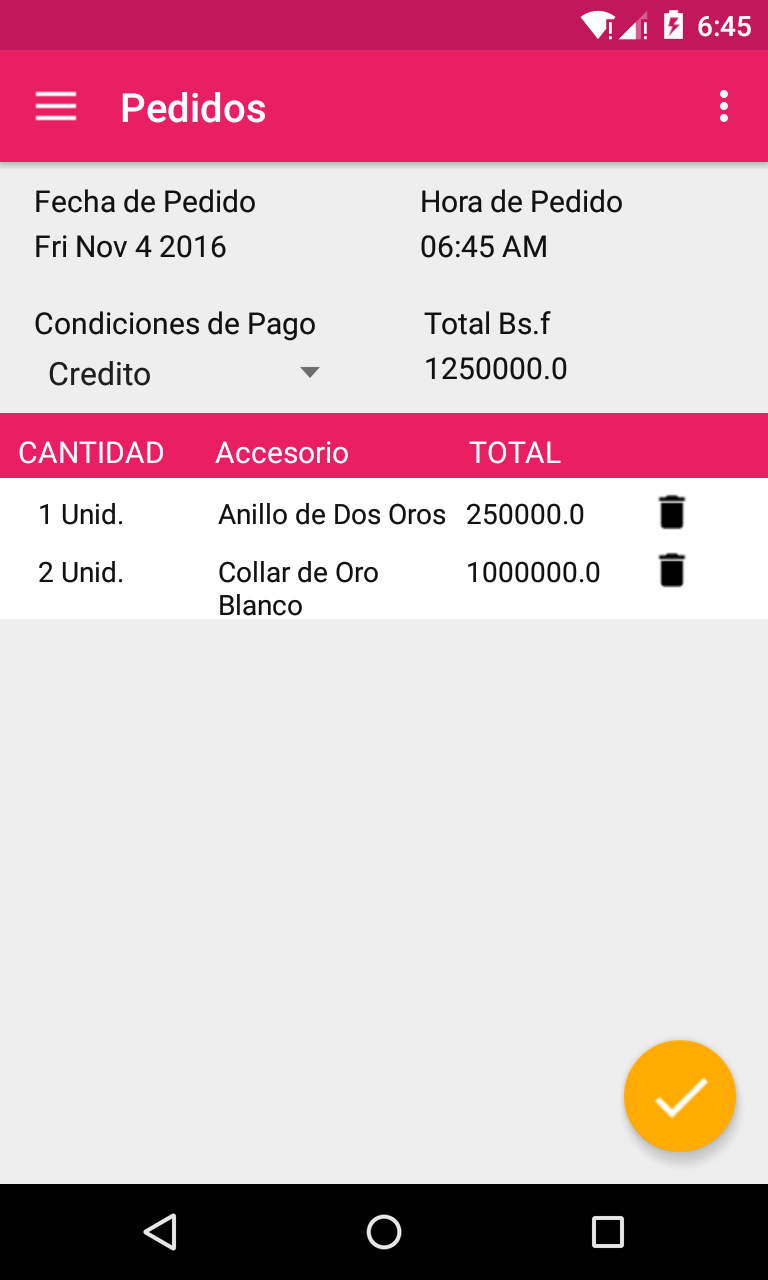 6:45
Pedidos
Fecha de Pedido
Hora de Pedido
Fri Nov 4 2016
06:45 AM
Condiciones de Pago
Total Bs.f
Credito
1250000.0
CANTIDAD Accesorio TOTAL
1 Unid. Anillo de Dos Oros 250000.0
2 Unid. Collar de Oro 1000000.0
Blanco